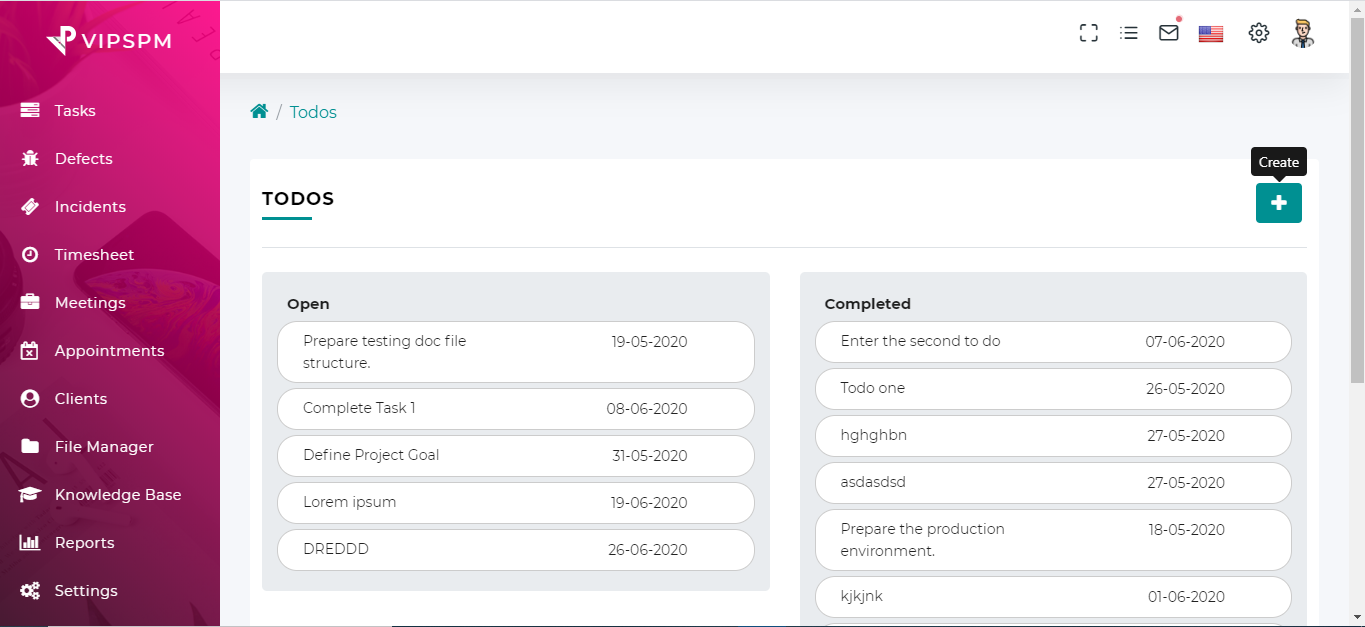 VIPSPM
Tasks
Defects
Incidents
Timesheet
Meetings
Appointments
Clients
File Manager
Knowledge Base
Reports
Settings
/ Todos
Create
TODOS
Open
Prepare testing doc file 19-05-2020
structure.
Complete Task 1 08-06-2020
Define Project Goal 31-05-2020
Lorem ipsum 19-06-2020
DREDDD 26-06-2020
Completed
Enter the second to do 07-06-2020
Todo one 26-05-2020
hghghbn 27-05-2020
asdasdsd 27-05-2020
Prepare the production 18-05-2020
environment.
kjkjnk 01-06-2020